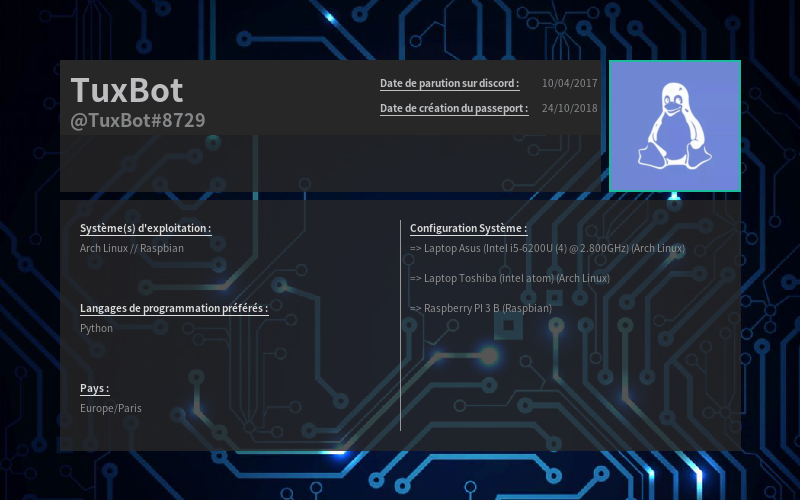 TuxBot
@TuxBot#8729
Date de parution sur discord : 10/04/2017
Date de création du passeport : 24/10/2018
Système(s) d'exploitation :
Arch Linux // Raspbian
Langages de programmation préférés :
Python
Pays :
Europe/Paris
Configuration Système :
=> Laptop Asus (Intel i5-6200U (4) @ 2.800GHz) (Arch Linux)
=> Laptop Toshiba (intel atom) (Arch Linux)
=> Raspberry PI 3 B (Raspbian)